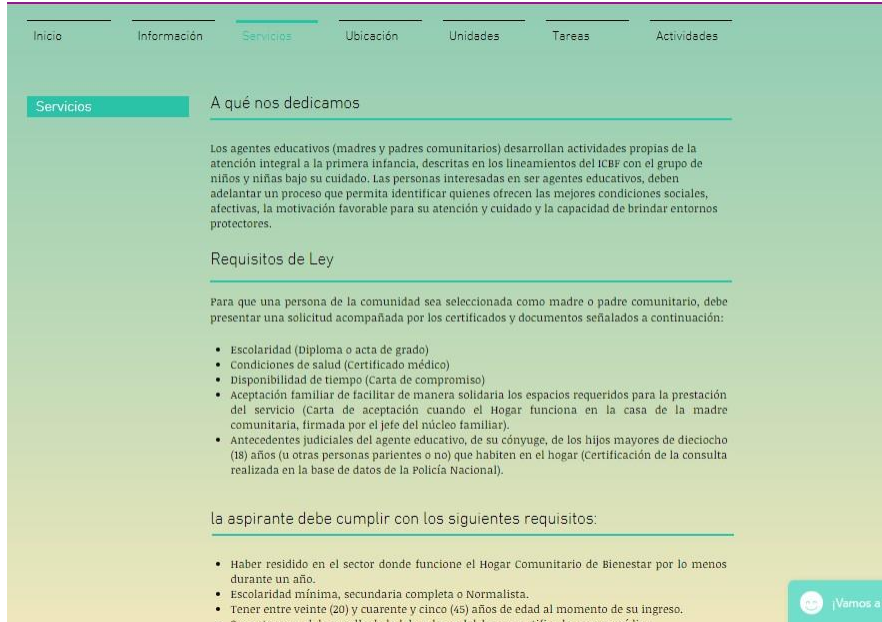 Inicio Información Servicios Ubicación Unidades Tareas Actividades
Servicios
A qué nos dedicamos
Los agentes educativos (madres y padres comunitarios) desarrollan actividades propias de la
atención integral a la primera infancia, descritas en los lineamientos del ICBF con el grupo de
niños y niñas bajo su cuidado. Las personas interesadas en ser agentes educativos, deben
adelantar un proceso que permita identificar quienes ofrecen las mejores condiciones sociales,
afectivas, la motivación favorable para su atención y cuidado y la capacidad de brindar entornos
protectores.
Requisitos de Ley
Para que una persona de la comunidad sea seleccionada como madre o padre comunitario, debe
presentar una solicitud acompañada por los certificados y documentos señalados a continuación:
• Escolaridad (Diploma o acta de grado)
• Condiciones de salud (Certificado médico)
• Disponibilidad de tiempo (Carta de compromiso)
• Aceptación familiar de facilitar de manera solidaria los espacios requeridos para la prestación
del servicio (Carta de aceptación cuando el Hogar funciona en la casa de la madre
comunitaria, firmada por el jefe del núcleo familiar).
• Antecedentes judiciales del agente educativo, de su cónyuge, de los hijos mayores de dieciocho
(18) años (u otras personas parientes o no) que habiten en el hogar (Certificación de la consulta
realizada en la base de datos de la Policía Nacional).
la aspirante debe cumplir con los siguientes requisitos:
• Haber residido en el sector donde funcione el Hogar Comunitario de Bienestar por lo menos
durante un año.
• Escolaridad mínima, secundaria completa o Normalista.
• Tener entre veinte (20) y cuarente y cinco (45) años de edad al momento de su ingreso.
¡Vamos a